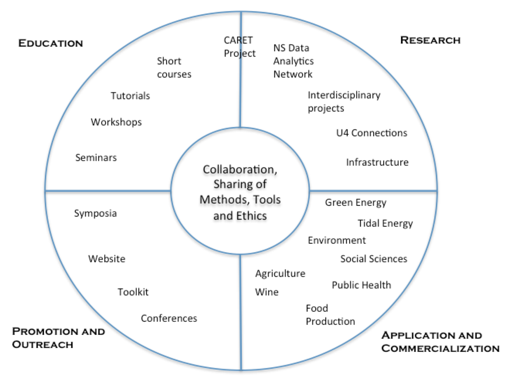 EDUCATION
RESEARCH
CARET
Project
NS Data
Analytics
Network
Short
courses
Tutorials
Interdisciplinary
projects
Workshops
U4 Connections
Seminars
Infrastructure
Collaboration,
Sharing of
Methods, Tools
and Ethics
Symposia
Website
Toolkit
Conferences
Green Energy
Tidal Energy
Environment
Social Sciences
Agriculture
Public Health
Wine
Food
Production
PROMOTION AND
OUTREACH
APPLICATION AND
COMMERCIALIZATION